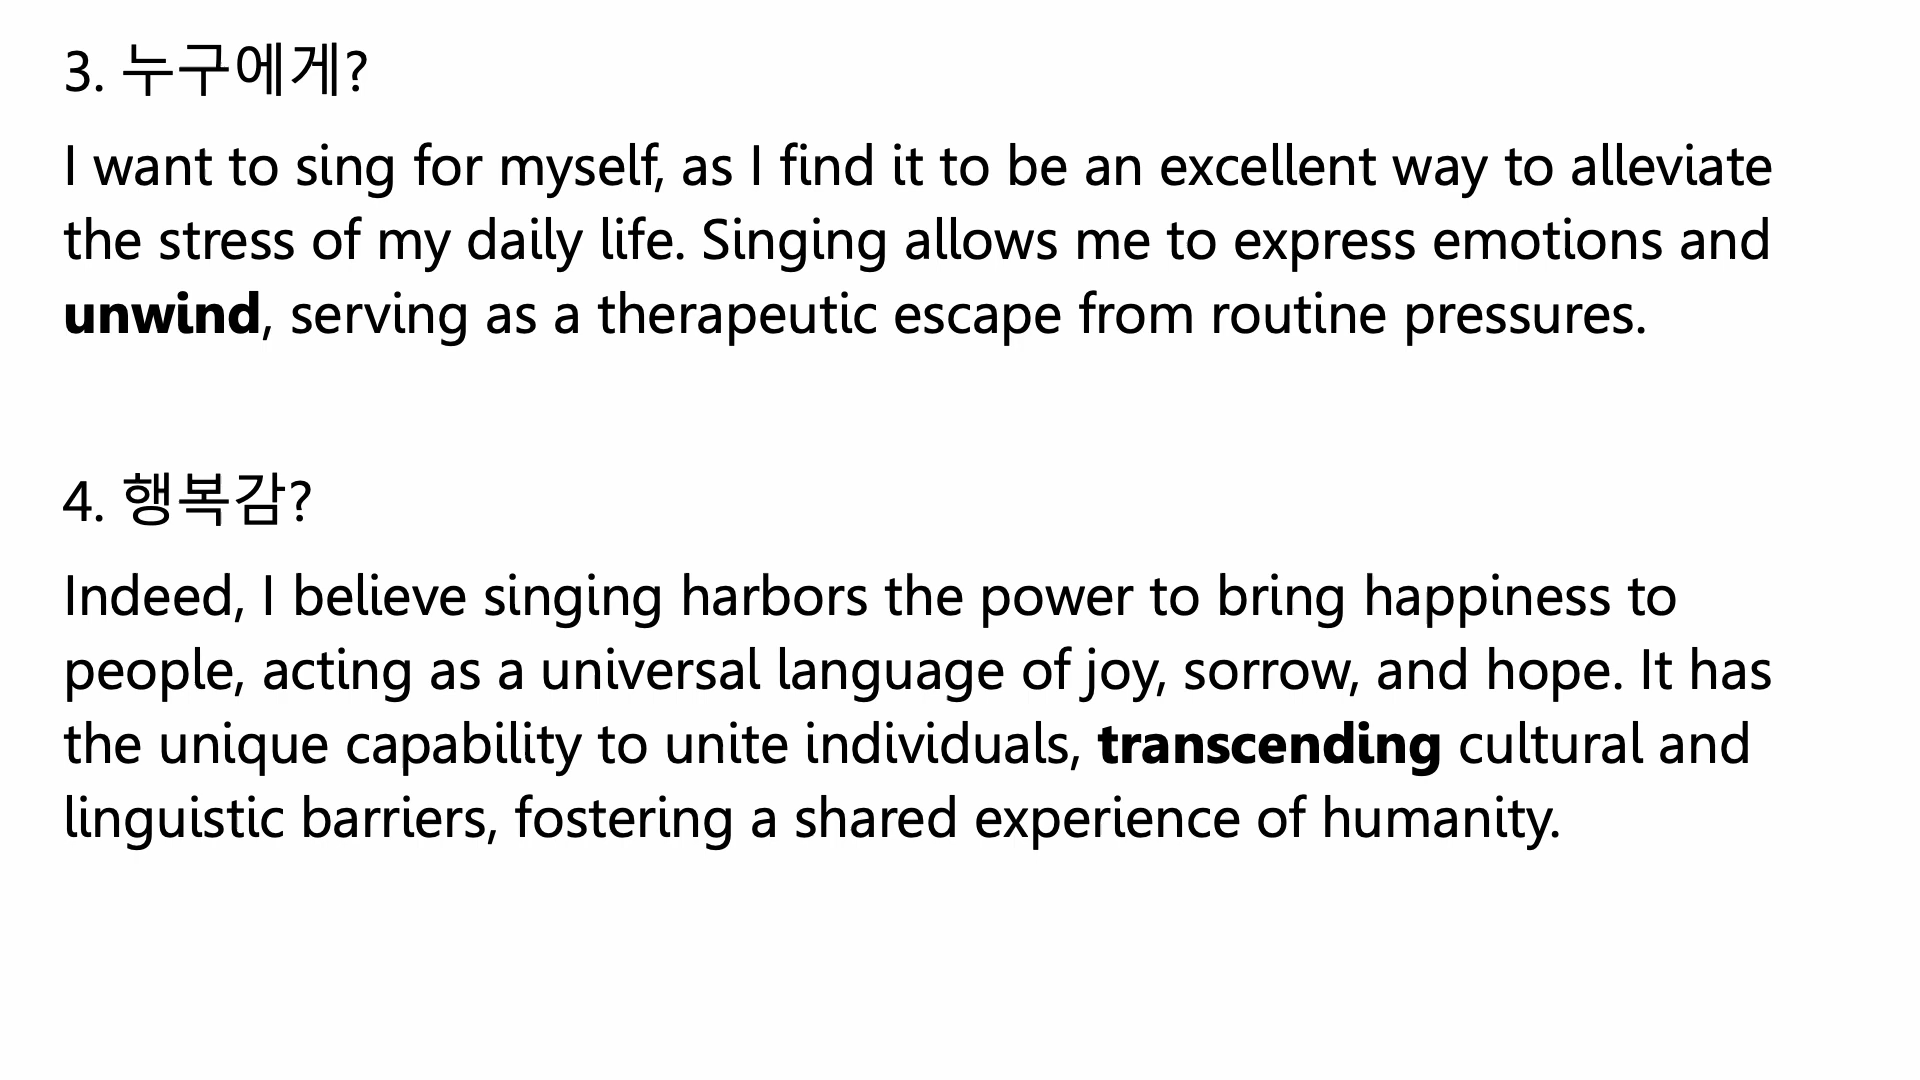 3. 누구에게?
I want to sing for myself, as I find it to be an excellent way to alleviate
the stress of my daily life. Singing allows me to express emotions and
unwind, serving as a therapeutic escape from routine pressures.
4. 행복감?
Indeed, I believe singing harbors the power to bring happiness to
people, acting as a universal language of joy, sorrow, and hope. It has
the unique capability to unite individuals, transcending cultural and
linguistic barriers, fostering a shared experience of humanity.